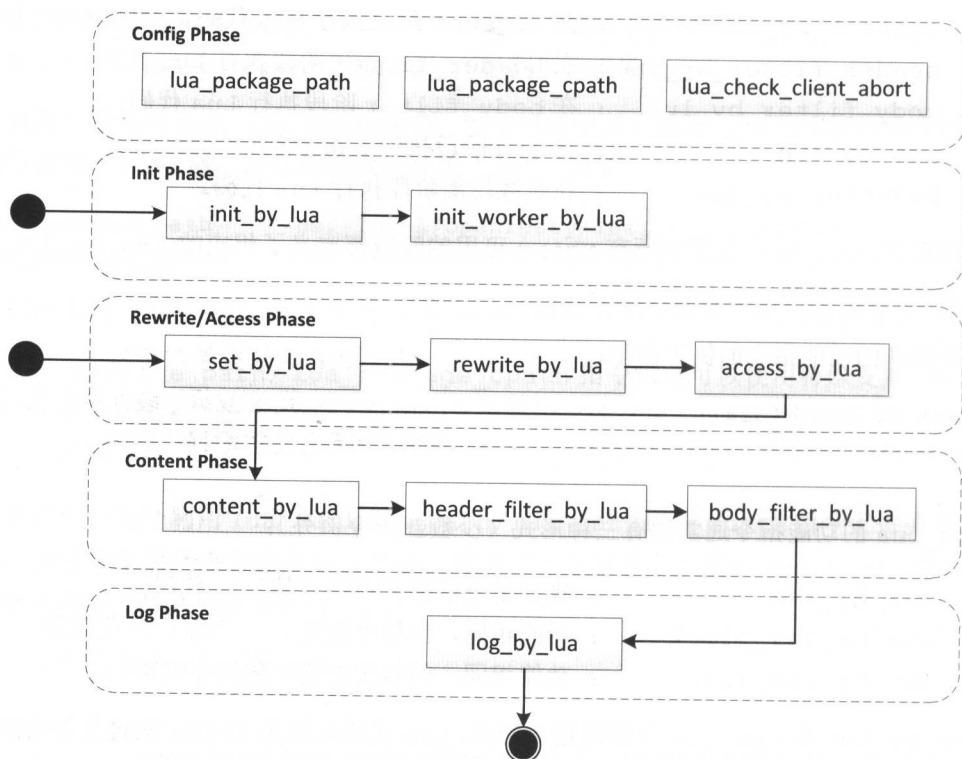 Config Phase
lua_package_path
lua_package_cpath
lua_check_client_abort
Init Phase
init_by_lua
init_worker_by_lua
Rewrite/Access Phase
set_by_lua
rewrite_by_lua
access_by_lua
Content Phase
content_by_lua
header_filter_by_lua
body_filter_by_lua
Log Phase
log_by_lua